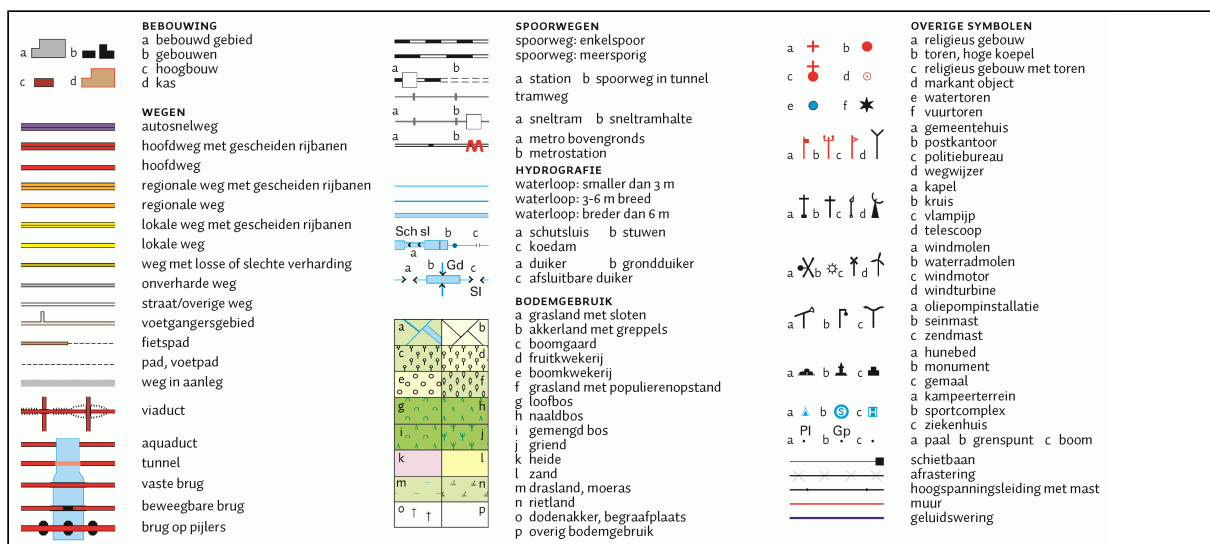 BEBOUWING
a bebouwd gebied
a b
b gebouwen
c hoogbouw
c d
d kas
WEGEN
autosnelweg
hoofdweg met gescheiden rijbanen
hoofdweg
regionale weg met gescheiden rijbanen
regionale weg
lokale weg met gescheiden rijbanen
lokale weg
weg met losse of slechte verharding
onverharde weg
straat/overige weg
voetgangersgebied
fietspad
pad, voetpad
weg in aanleg
viaduct
aquaduct
tunnel
vaste brug
beweegbare brug
brug op pijlers
SPOORWEGEN
spoorweg: enkelspoor
spoorweg: meersporig
a b
a station b spoorweg in tunnel
tramweg
a b
a sneltram b sneltramhalte
a b
a metro bovengronds
b metrostation
HYDROGRAFIE
waterloop: smaller dan 3 m
waterloop: 3-6 m breed
waterloop: breder dan 6 m
Sch sl b c
a schutsluis b stuwen
a
c koedam
a b Gd c
a duiker b grondduiker
c afsluitbare duiker
Sl
BODEMGEBRUIK
a grasland met sloten
b akkerland met greppels
c boomgaard
d fruitkwekerij
e boomkwekerij
f grasland met populierenopstand
g loofbos
h naaldbos
i gemengd bos
j griend
k heide
l zand
m drasland, moeras
n rietland
o dodenakker, begraafplaats
p overig bodemgebruik
a b
c d
e f
g h
i j
k l
m n
o p
OVERIGE SYMBOLEN
a religieus gebouw
a b
b toren, hoge koepel
c religieus gebouw met toren
c d
d markant object
e watertoren
e f
f vuurtoren
a gemeentehuis
b postkantoor
a b c d
c politiebureau
d wegwijzer
a kapel
b kruis
a b c d
c vlampijp
d telescoop
a windmolen
b waterradmolen
a b c d
c windmotor
d windturbine
a oliepompinstallatie
b seinmast
a b c
c zendmast
a hunebed
b monument
a b c
c gemaal
a kampeerterrein
b sportcomplex
a b S c H
c ziekenhuis
Pl Gp
a b c
a paal b grenspunt c boom
schietbaan
afrastering
hoogspanningsleiding met mast
muur
geluidswering